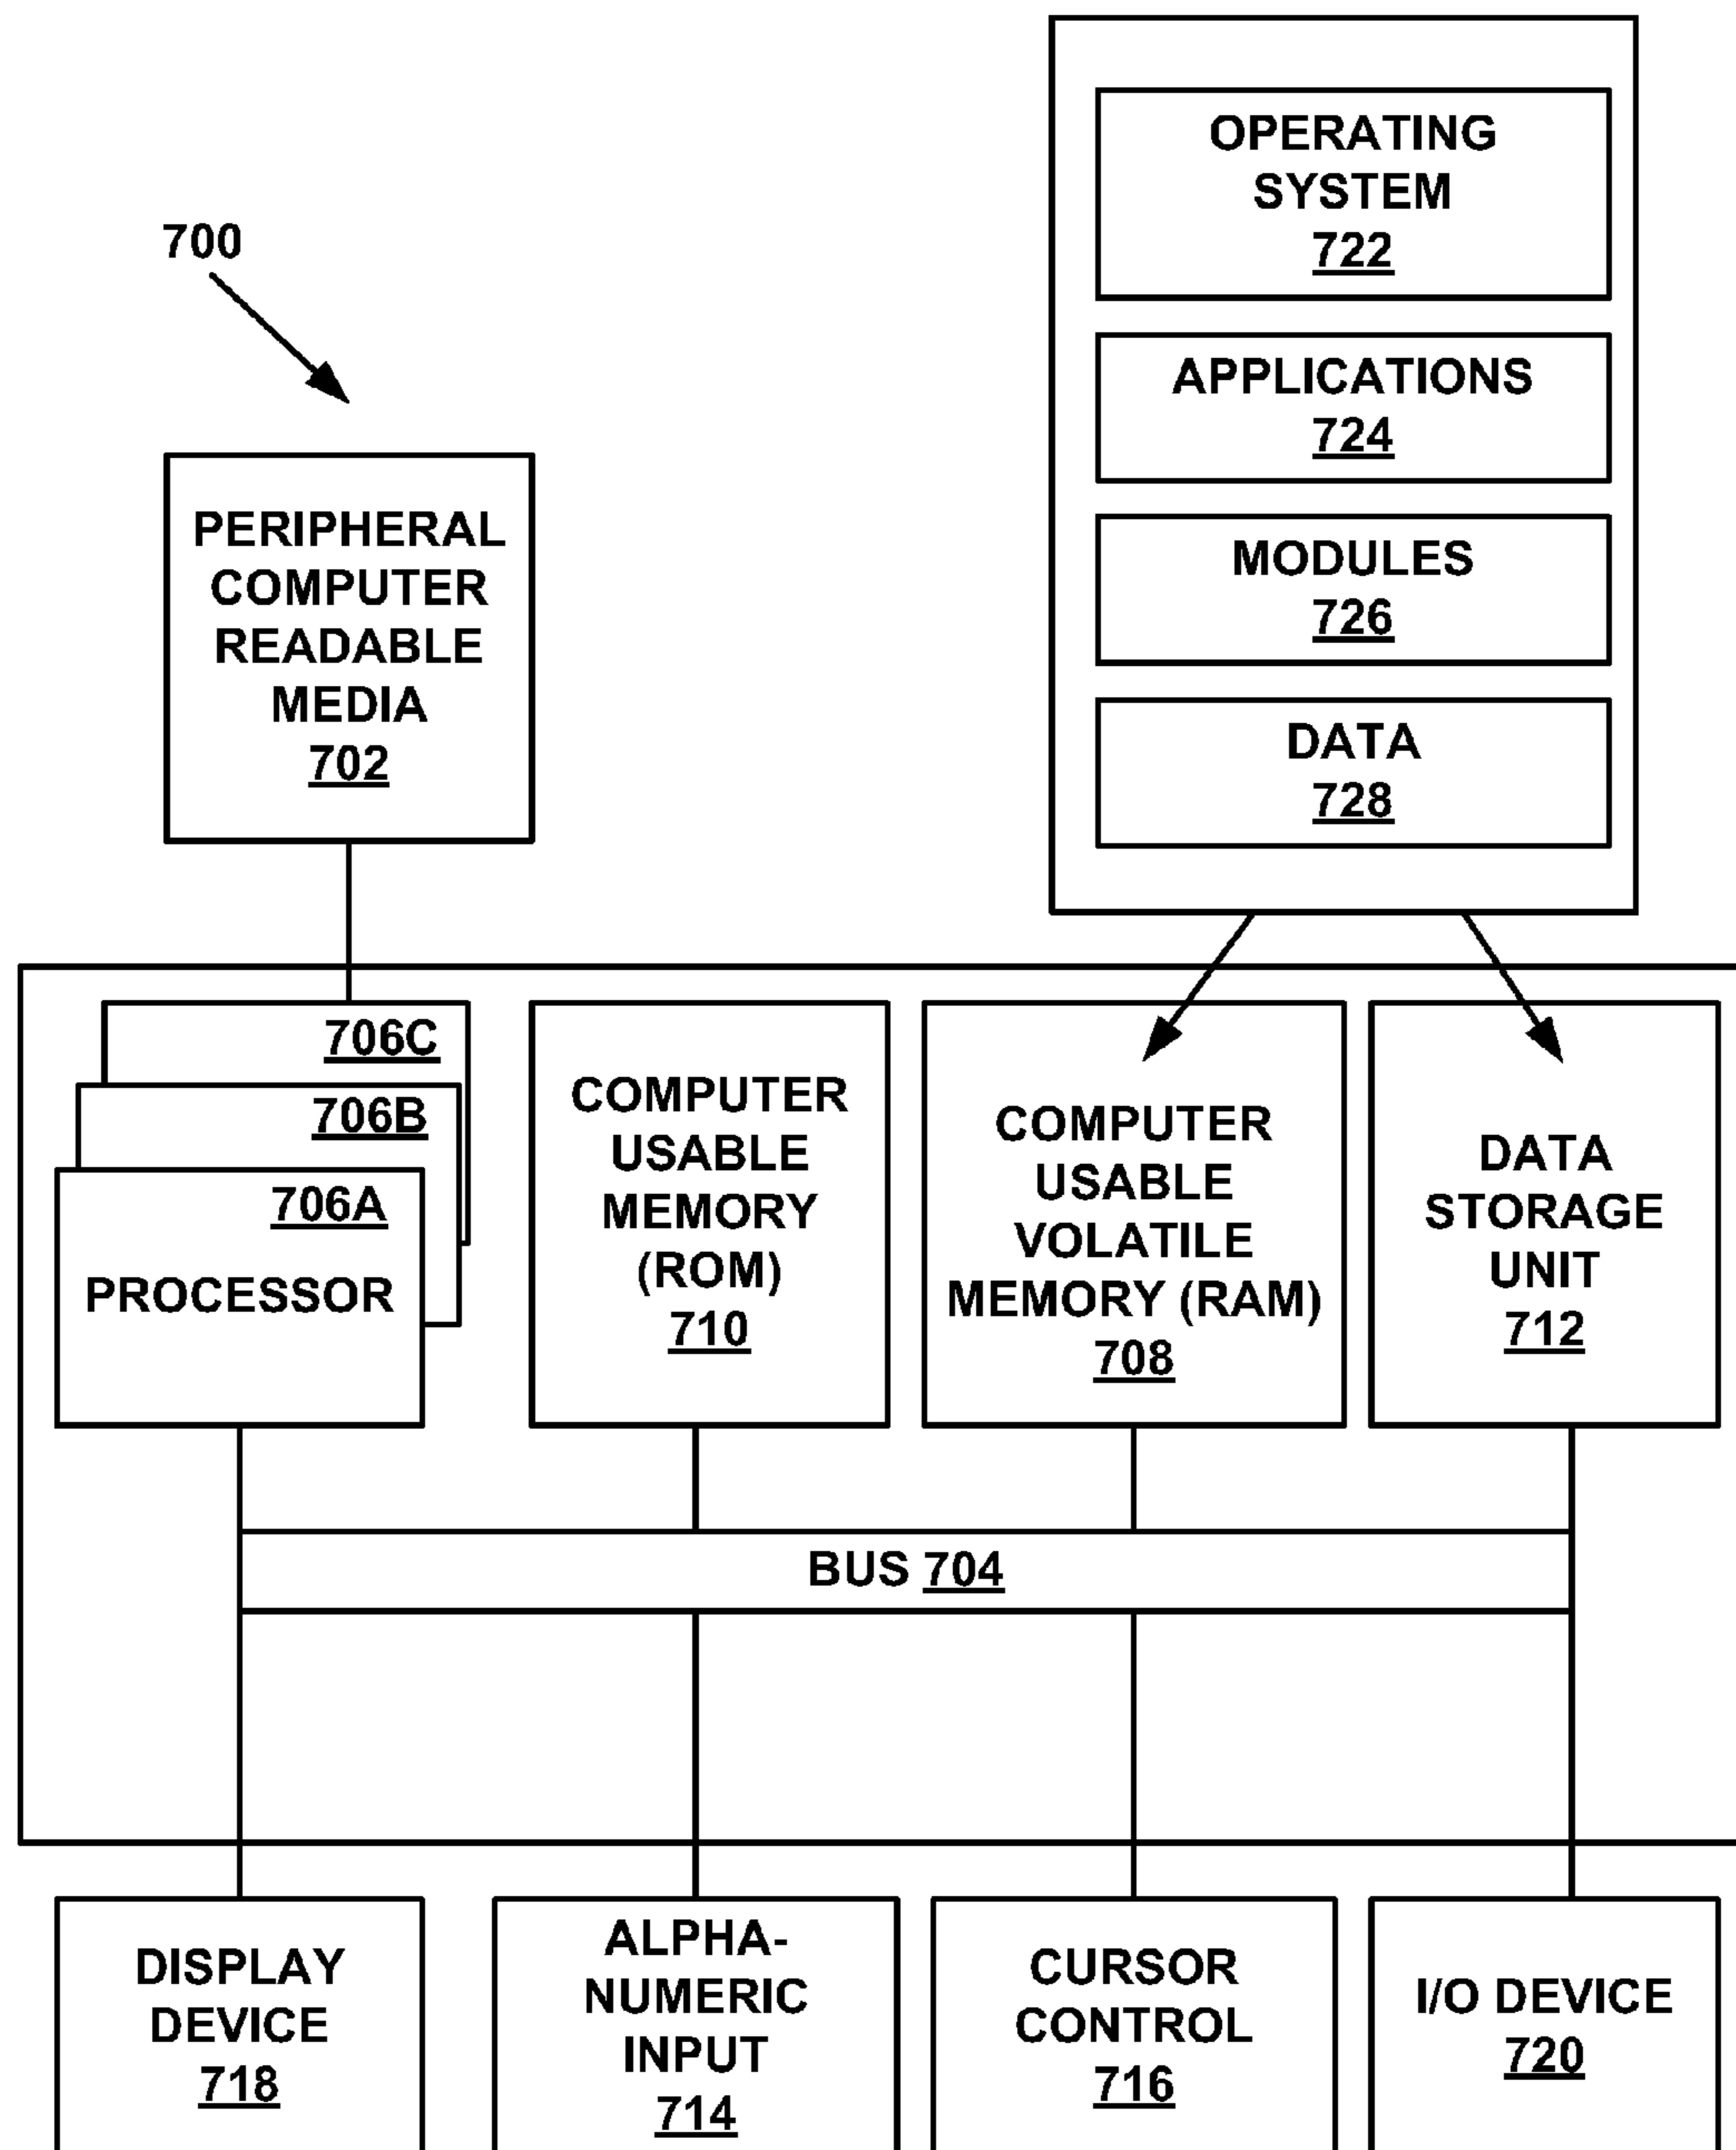 700
OPERATING
SYSTEM
722
APPLICATIONS
724
MODULES
726
DATA
728
PERIPHERAL
COMPUTER
READABLE
MEDIA
702
706C
706B
706A
PROCESSOR
COMPUTER
USABLE
MEMORY
(ROM)
710
COMPUTER
USABLE
VOLATILE
MEMORY (RAM)
708
DATA
STORAGE
UNIT
712
BUS 704
DISPLAY
DEVICE
718
ALPHA-
NUMERIC
INPUT
714
CURSOR
CONTROL
716
I/O DEVICE
720